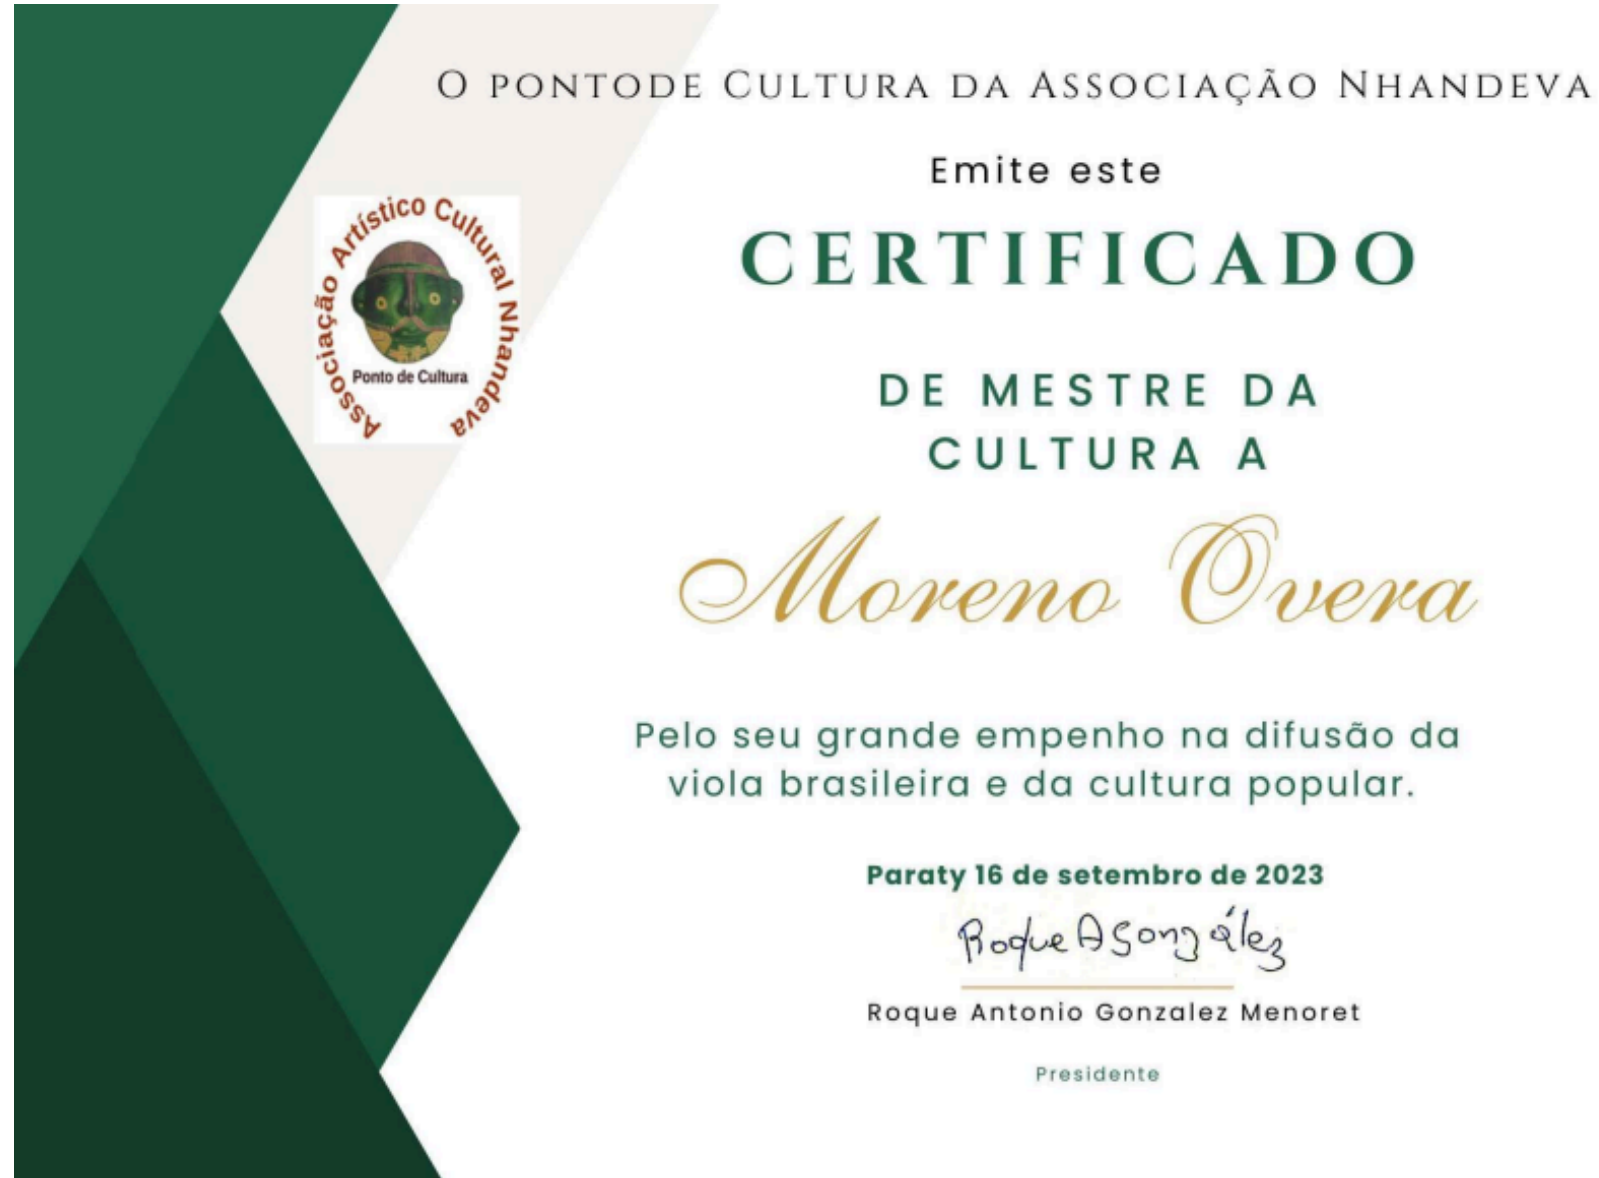 O PONTODE CULTURA DA ASSOCIAÇÃO NHANDEVA
Emite este
CERTIFICADO
Associação Artístico Cultural Nhandeva
Ponto de Cultura
DE MESTRE DA
CULTURA A
Moreno Overa
Pelo seu grande empenho na difusão da
viola brasileira e da cultura popular.
Paraty 16 de setembro de 2023
Roque A González
Roque Antonio Gonzalez Menoret
Presidente